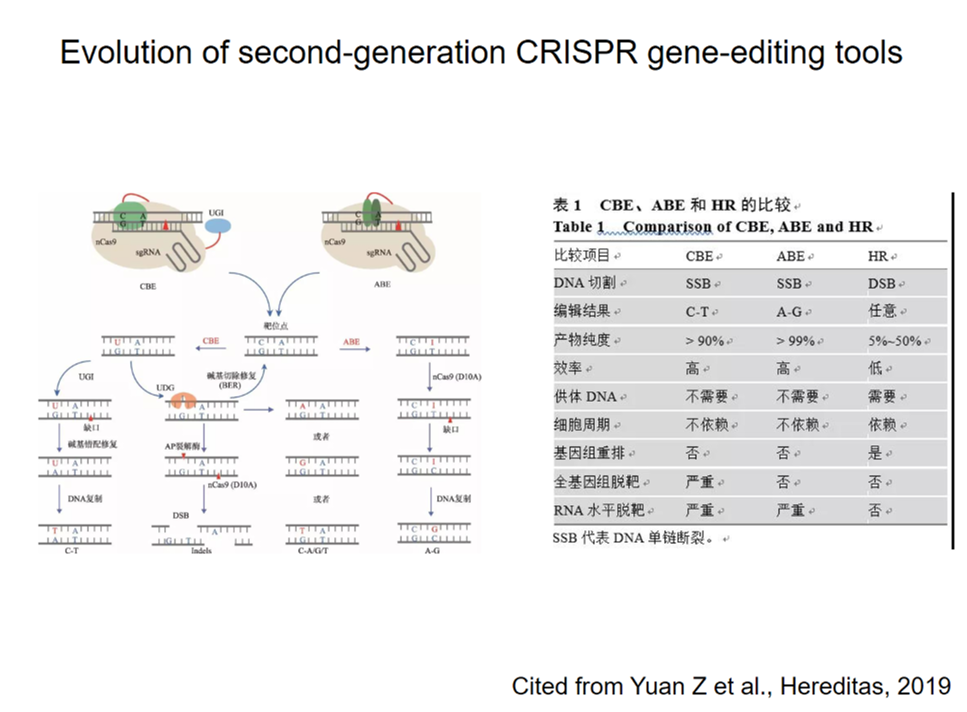 Evolution of second-generation CRISPR gene-editing tools
C A
G T
UGI
nCas9
sgRNA
CBE
C A
G T
nCas9
sgRNA
ABE
靶位点
U A
G T
CBE
C A
G T
ABE
C I
G T
UGI
UDG
碱基切除修复
(BER)
nCas9 (D10A)
U A
G T
缺口
A
G T
A A
G T
C I
G T
缺口
碱基错配修复
AP裂解酶
或者
U A
A T
A
G T
G A
G T
C I
C
nCas9 (D10A)
DNA复制
DSB
或者
DNA复制
T A
A T
A
G T
T A
G T
C G
G C
C-T
Indels
C-A/G/T
A-G
表 1 CBE、ABE 和 HR 的比较
Table 1 Comparison of CBE, ABE and HR
比较项目 CBE ABE HR
DNA 切割 SSB SSB DSB
编辑结果 C-T A-G 任意
产物纯度 > 90% > 99% 5%~50%
效率 高 高 低
供体 DNA 不需要 不需要 需要
细胞周期 不依赖 不依赖 依赖
基因组重排 否 否 是
全基因组脱靶 严重 否 否
RNA 水平脱靶 严重 严重 否
SSB 代表 DNA 单链断裂。
Cited from Yuan Z et al., Hereditas, 2019